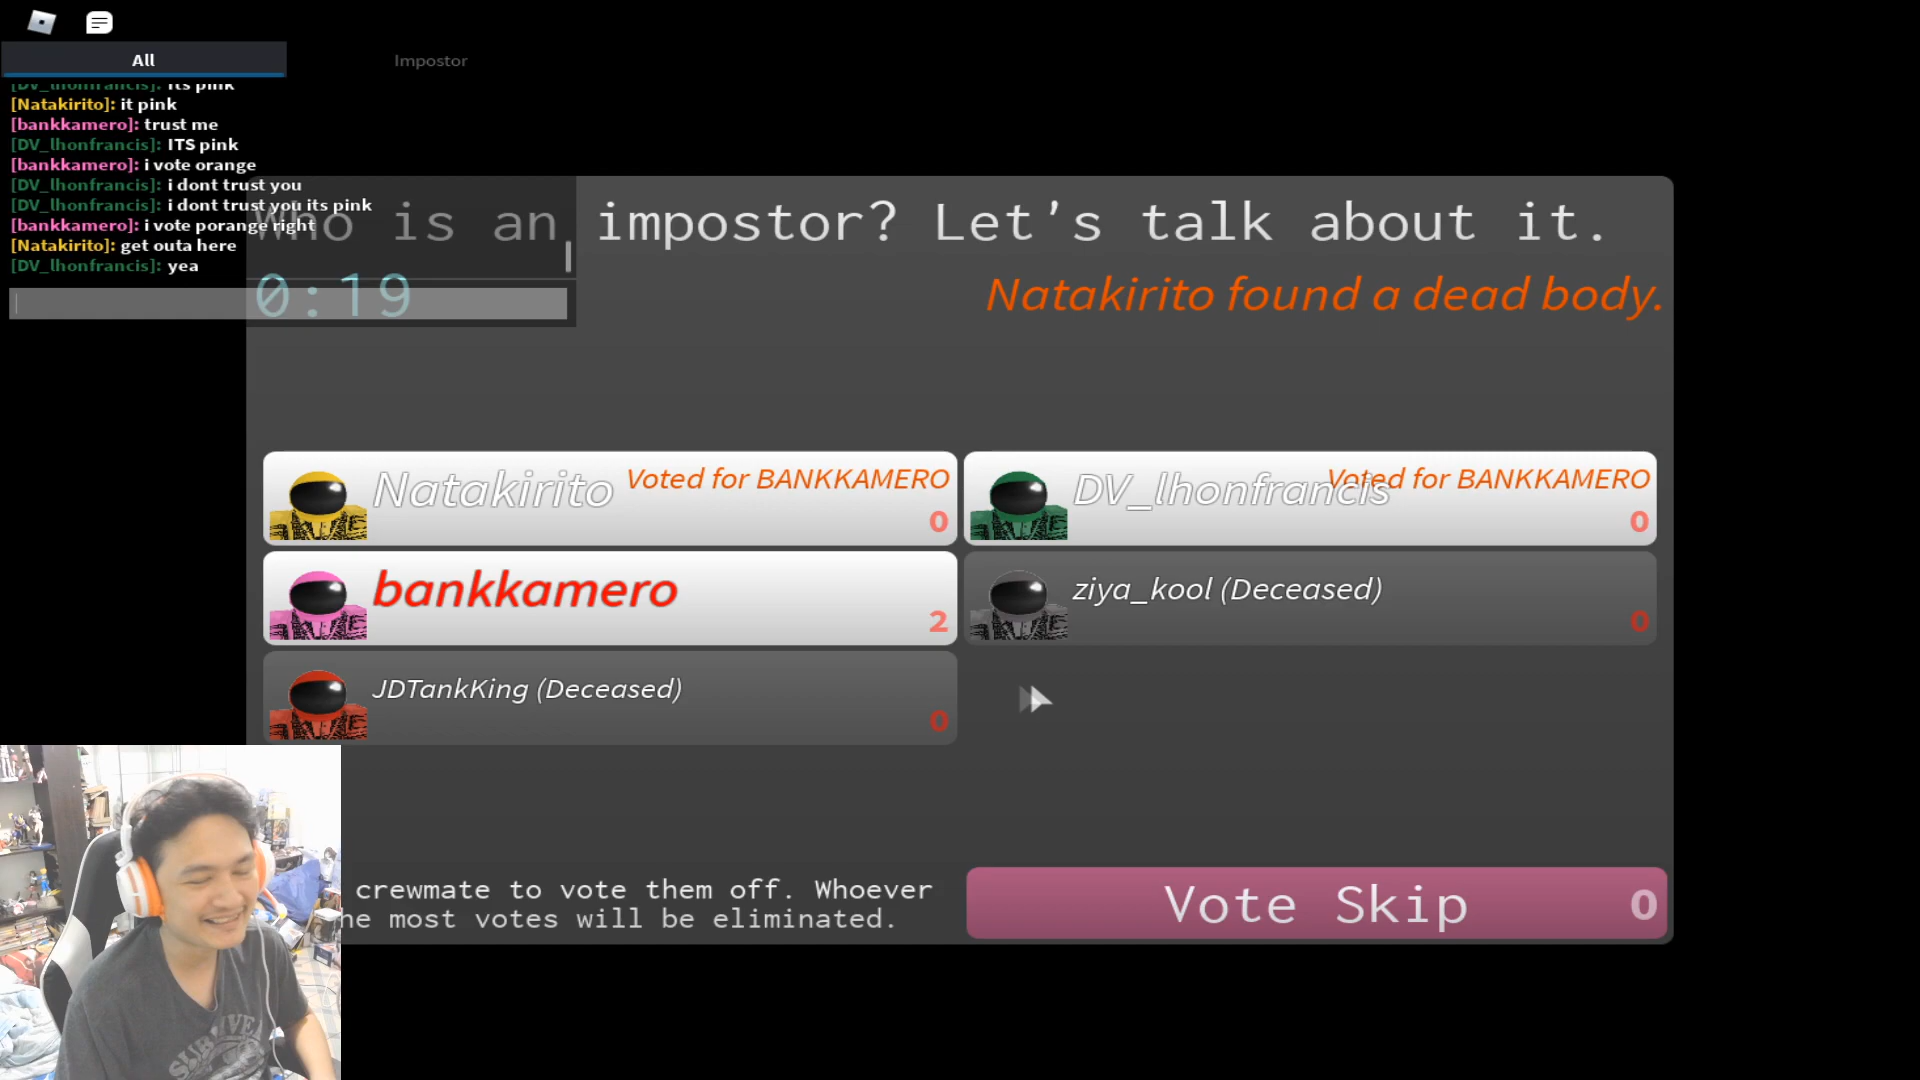 All
Impostor
[DV_lhonfrancis]: its pink
[Natakirito]: it pink
[bankkamero]: trust me
[DV_lhonfrancis]: ITS pink
[bankkamero]: i vote orange
[DV_lhonfrancis]: i dont trust you
[DV_lhonfrancis]: i dont trust you its pink
[bankkamero]: i vote porange right
[Natakirito]: get outa here
[DV_lhonfrancis]: yea
Who is an impostor? Let's talk about it.
0:19
Natakirito found a dead body.
Natakirito Voted for BANKKAMERO
0
DV_lhonfrancis Voted for BANKKAMERO
0
bankkamero
2
ziya_kool (Deceased)
0
JDTankKing (Deceased)
0
crewmate to vote them off. Whoever
most votes will be eliminated.
Vote Skip 0